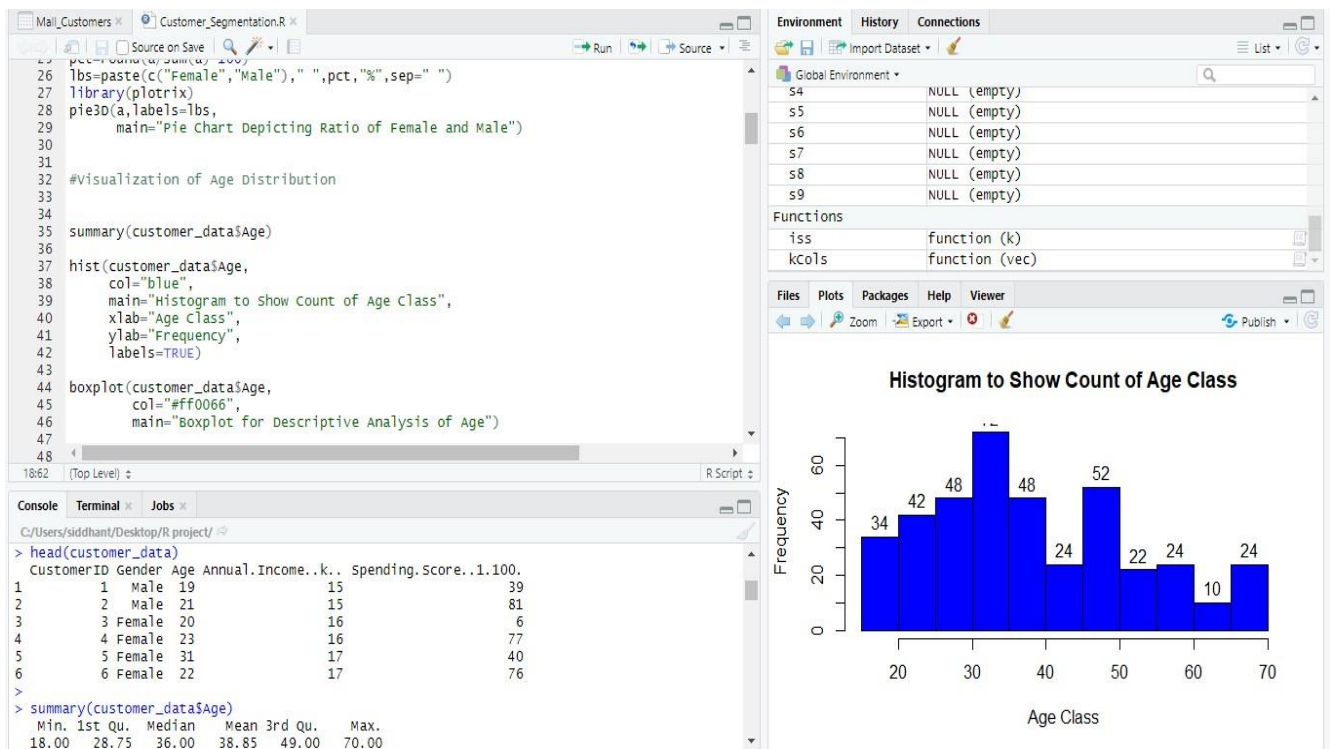 Mall_Customers
Customer_Segmentation.R
Source on Save
Run
Source
26 lbs=paste(c("Female","Male")," ",pct,"%",sep=" ")
27 library(plotrix)
28 pie3D(a,labels=lbs,
29 main="Pie Chart Depicting Ratio of Female and Male")
30
31
32 #Visualization of Age Distribution
33
34
35 summary(customer_data$Age)
36
37 hist(customer_data$Age,
38 col="blue",
39 main="Histogram to Show Count of Age Class",
40 xlab="Age Class",
41 ylab="Frequency",
42 labels=TRUE)
43
44 boxplot(customer_data$Age,
45 col="#ff0066",
46 main="Boxplot for Descriptive Analysis of Age")
47
48
18:62 (Top Level) R Script
Console Terminal Jobs
C:/Users/siddhant/Desktop/R project/
> head(customer_data)
CustomerID Gender Age Annual.Income..k.. Spending.Score..1.100.
1 1 Male 19 15 39
2 2 Male 21 15 81
3 3 Female 20 16 6
4 4 Female 23 16 77
5 5 Female 31 17 40
6 6 Female 22 17 76
>
> summary(customer_data$Age)
Min. 1st Qu. Median Mean 3rd Qu. Max.
18.00 28.75 36.00 38.85 49.00 70.00
Environment History Connections
Import Dataset List
Global Environment
s4 NULL (empty)
s5 NULL (empty)
s6 NULL (empty)
s7 NULL (empty)
s8 NULL (empty)
s9 NULL (empty)
Functions
iss function (k)
kCols function (vec)
Files Plots Packages Help Viewer
Zoom Export Publish
Histogram to Show Count of Age Class
Frequency
0 20 40 60
34 42 48 48 24 52 22 24 10 24
20 30 40 50 60 70
Age Class